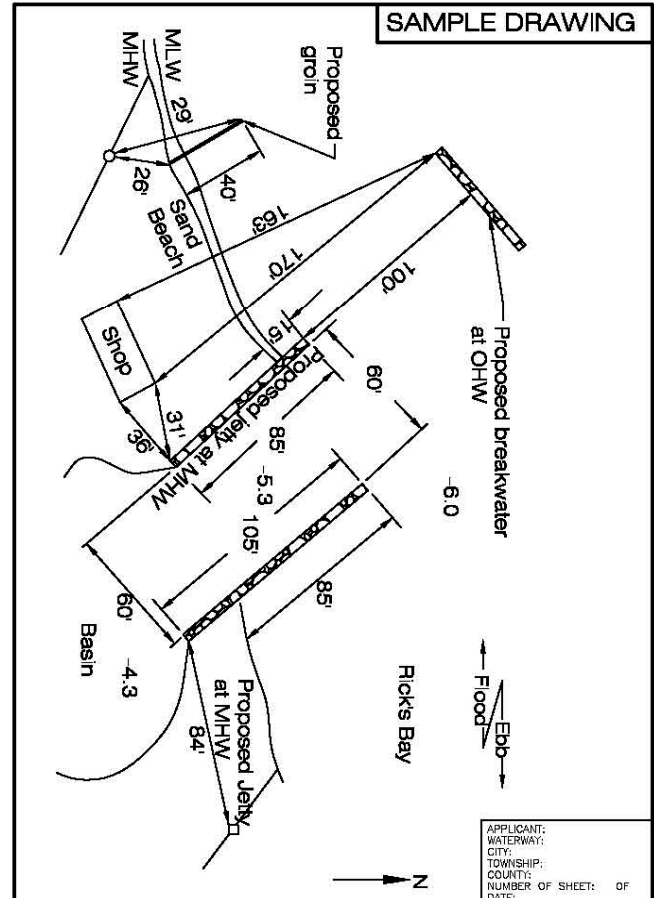 SAMPLE DRAWING
MLW
MHW
Proposed
groin
29'
26'
40'
Sand
Beach
163'
170'
100'
Proposed breakwater
at OHW
15'
60'
Shop
Proposed jetty at MHW
31'
36'
85'
-5.3
-6.0
105'
85'
60'
Basin
-4.3
Rick's Bay
Flood
Ebb
Proposed Jetty
at MHW
84'
N
APPLICANT:
WATERWAY:
CITY:
TOWNSHIP:
COUNTY:
NUMBER OF SHEET: OF
DATE: